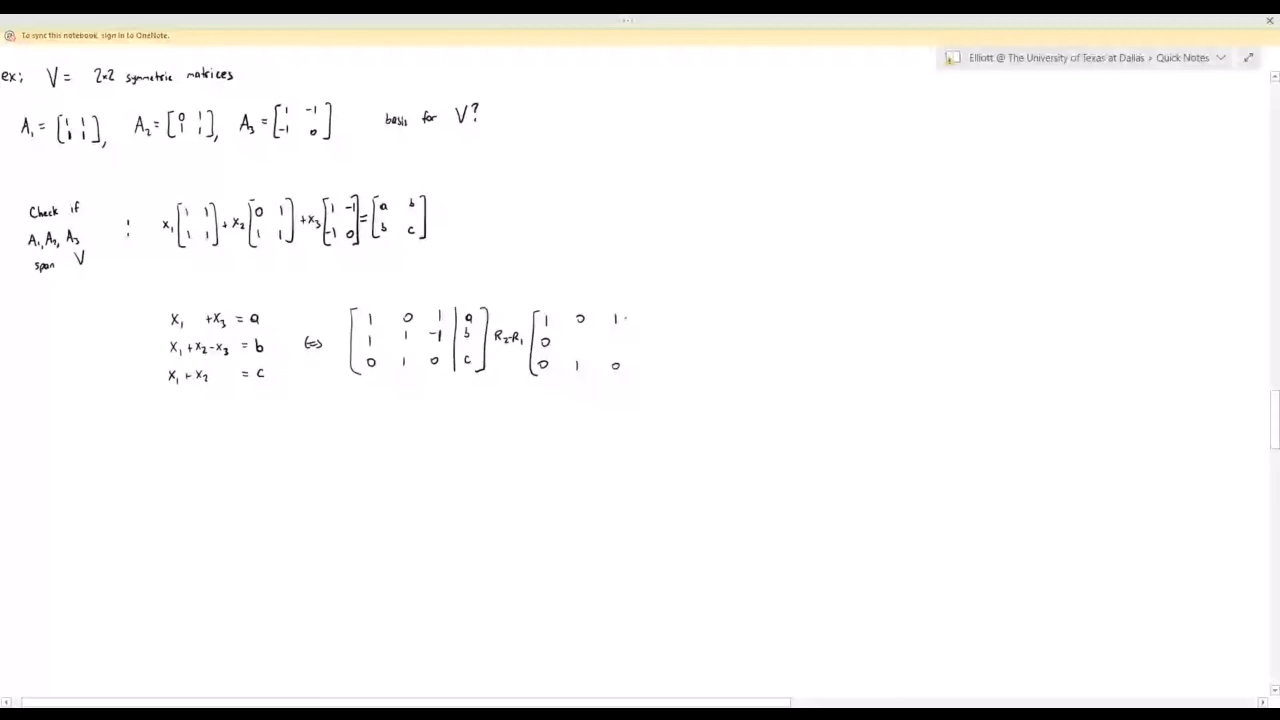 To sync this notebook, sign in to OneNote.
Elliott @ The University of Texas at Dallas > Quick Notes
ex: V = 2×2 symmetric matrices
A₁ = [1 1; 1 1], A₂ = [0 1; 1 1], A₃ = [1 -1; -1 0] basis for V?
Check if
A₁, A₂, A₃
span V
: x₁[1 1; 1 1] + x₂[0 1; 1 1] + x₃[1 -1; -1 0] = [a b; b c]
x₁ + x₃ = a
x₁ + x₂ - x₃ = b
x₁ + x₂ = c
⇔ [1 0 1 | a; 1 1 -1 | b; 0 1 0 | c] R₂-R₁ [1 0 1; 0; 0 1 0